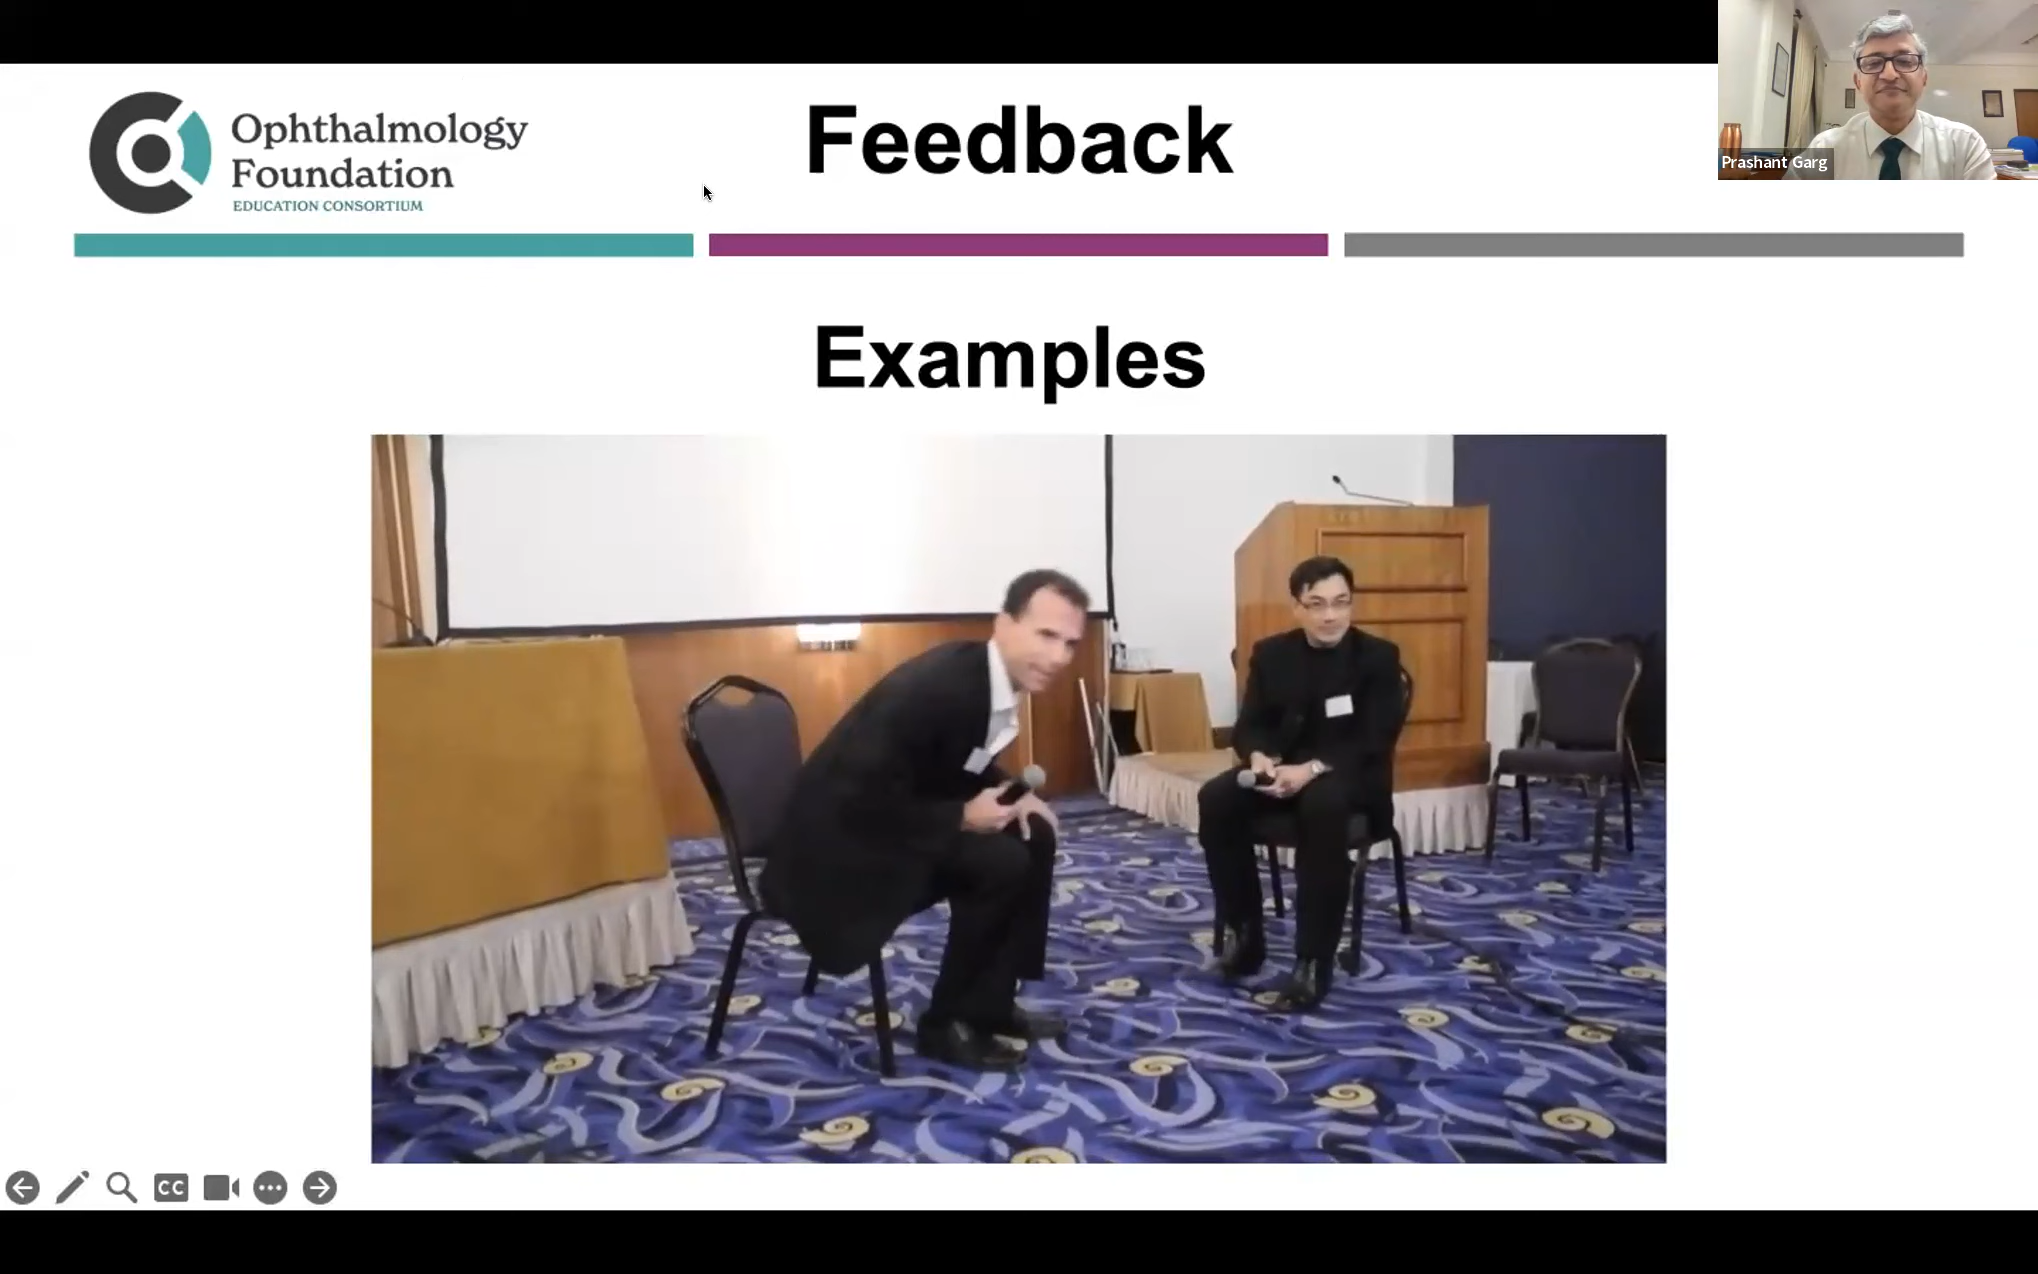 Ophthalmology
Foundation
EDUCATION CONSORTIUM
Feedback
Prashant Garg
Examples
CC